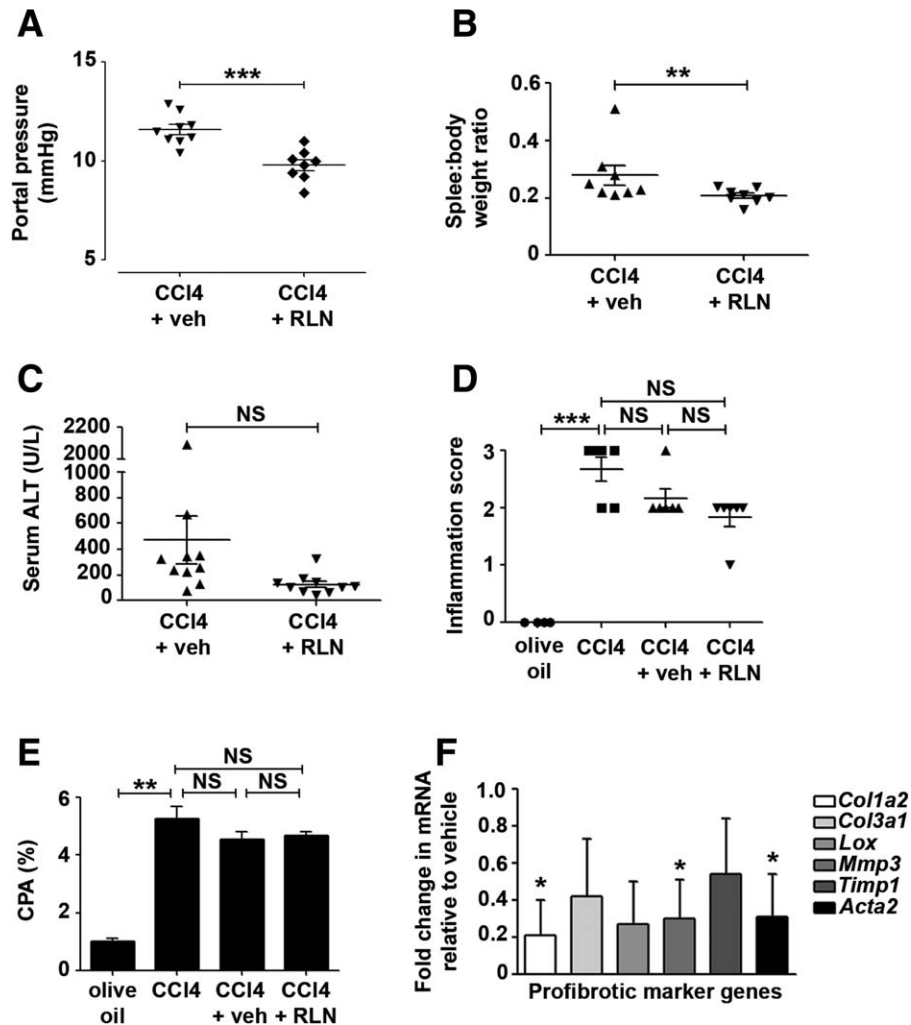 A
Portal pressure
(mmHg)
15
10
5
***
CCl4
+ veh
CCl4
+ RLN
B
Splee:body
weight ratio
0.6
0.4
0.2
0
**
CCl4
+ veh
CCl4
+ RLN
C
Serum ALT (U/L)
2200
2000
1000
800
600
400
200
0
NS
CCl4
+ veh
CCl4
+ RLN
D
Inflammation score
3
2
1
0
NS
*** NS NS
olive
oil
CCl4
CCl4
+ veh
CCl4
+ RLN
E
CPA (%)
6
4
2
0
NS
** NS NS
olive
oil
CCl4
CCl4
+ veh
CCl4
+ RLN
F
Fold change in mRNA
relative to vehicle
1.0
0.8
0.6
0.4
0.2
0
* * *
Profibrotic marker genes
Col1a2
Col3a1
Lox
Mmp3
Timp1
Acta2